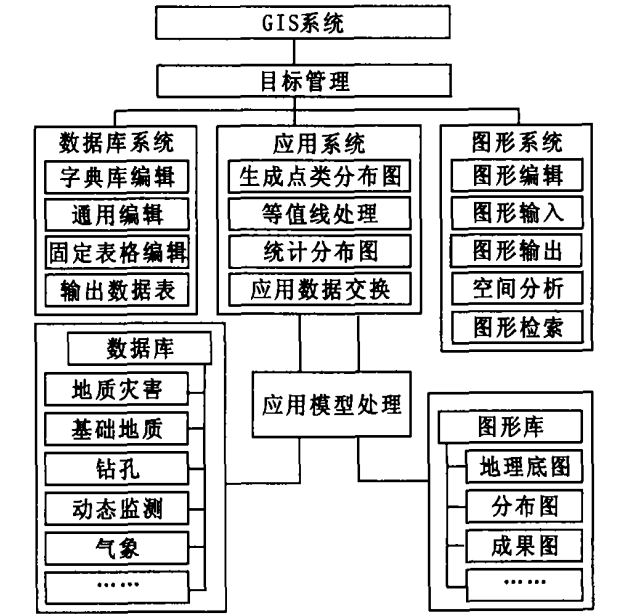 GIS系统
目标管理
数据库系统
字典库编辑
通用编辑
固定表格编辑
输出数据表
应用系统
生成点类分布图
等值线处理
统计分布图
应用数据交换
图形系统
图形编辑
图形输入
图形输出
空间分析
图形检索
数据库
地质灾害
基础地质
钻孔
动态监测
气象
……
应用模型处理
图形库
地理底图
分布图
成果图
……